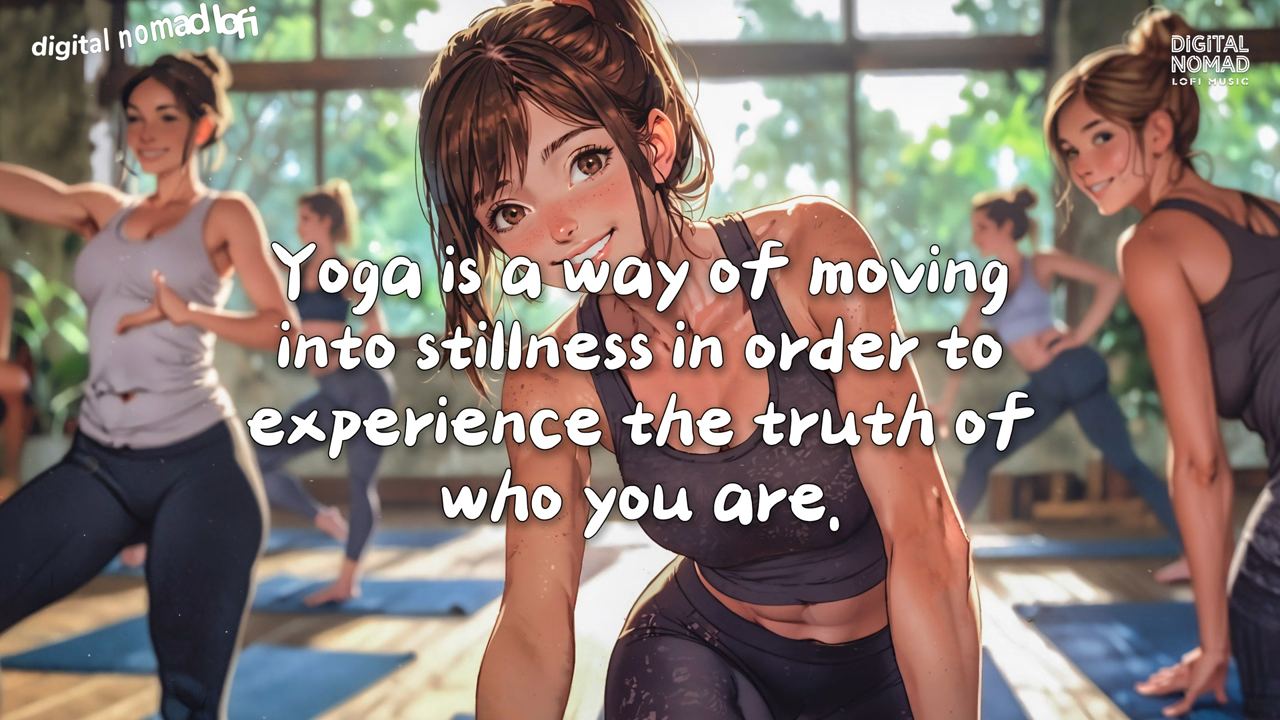 digital nomad lofi
DIGITAL
NOMAD
LOFI MUSIC
Yoga is a way of moving
into stillness in order to
experience the truth of
who you are.